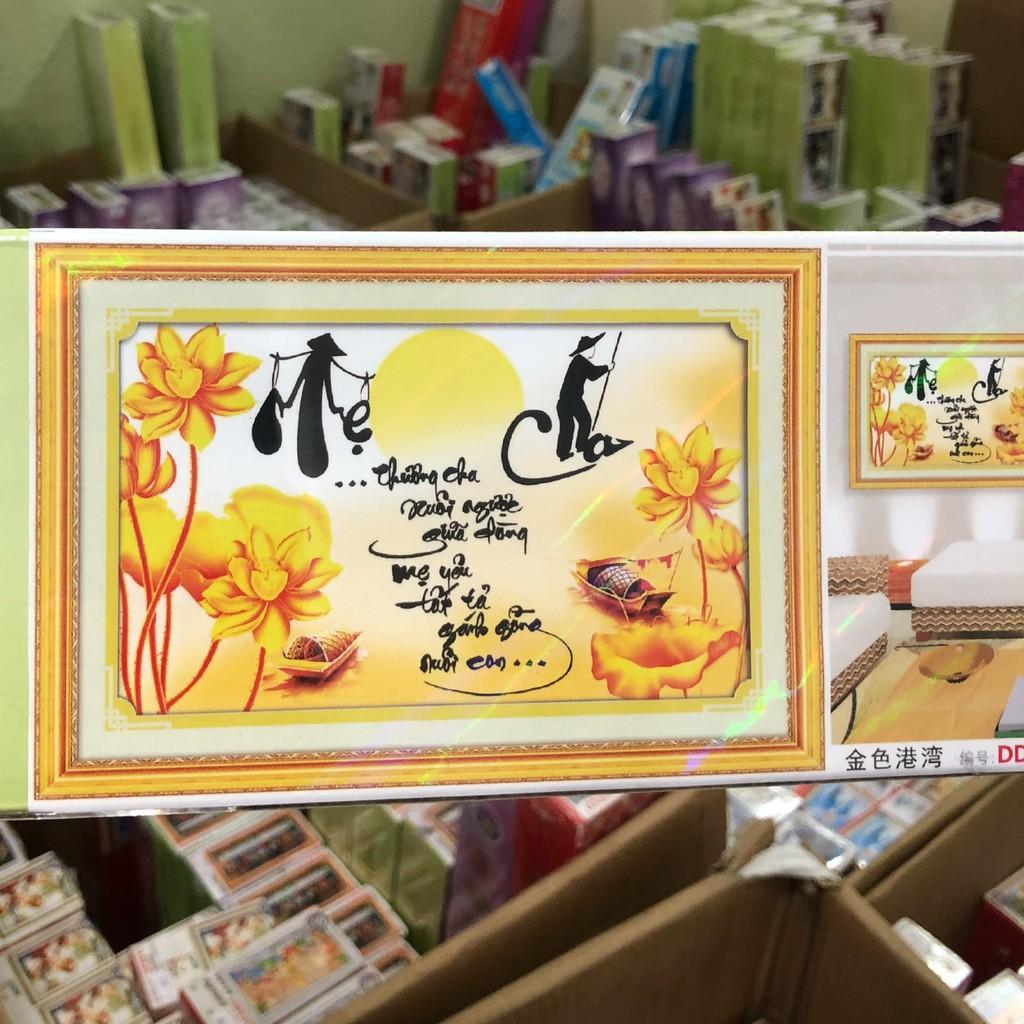 Mẹ Cha
... thương cha
xuôi ngược
giữa dòng
mẹ yêu
tất tả
gánh gồng
nuôi con ...
金色港湾 编号: DD